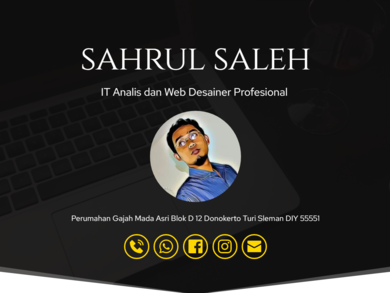 SAHRUL SALEH
IT Analis dan Web Desainer Profesional
Perumahan Gajah Mada Asri Blok D 12 Donokerto Turi Sleman DIY 55551